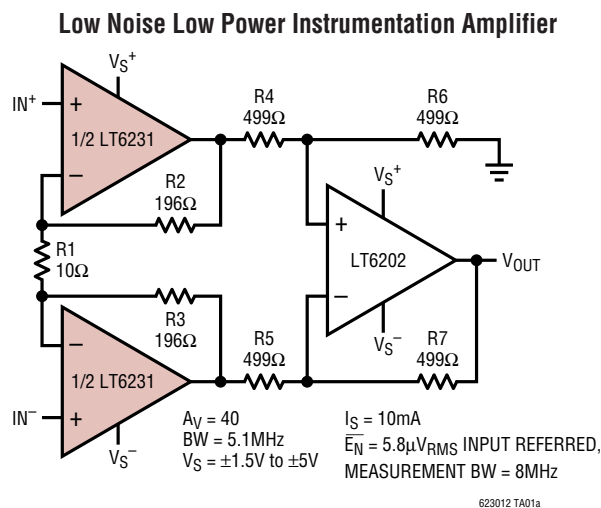 Low Noise Low Power Instrumentation Amplifier
VS+
IN+
+
1/2 LT6231
–
R4
499Ω
R6
499Ω
R2
196Ω
R1
10Ω
VS+
+
LT6202
–
VOUT
VS–
R3
196Ω
–
1/2 LT6231
+
IN–
VS–
R5
499Ω
R7
499Ω
AV = 40
BW = 5.1MHz
VS = ±1.5V to ±5V
IS = 10mA
EN = 5.8µVRMS INPUT REFERRED,
MEASUREMENT BW = 8MHz
623012 TA01a